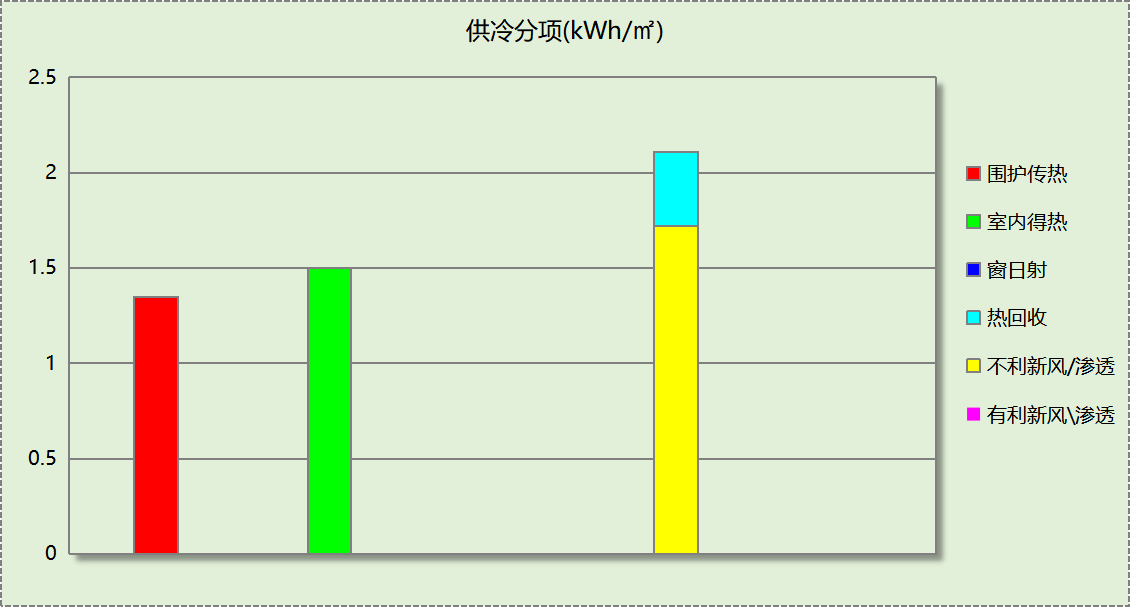 供冷分项(kWh/㎡)
2.5
2
1.5
1
0.5
0
围护传热
室内得热
窗日射
热回收
不利新风/渗透
有利新风\渗透